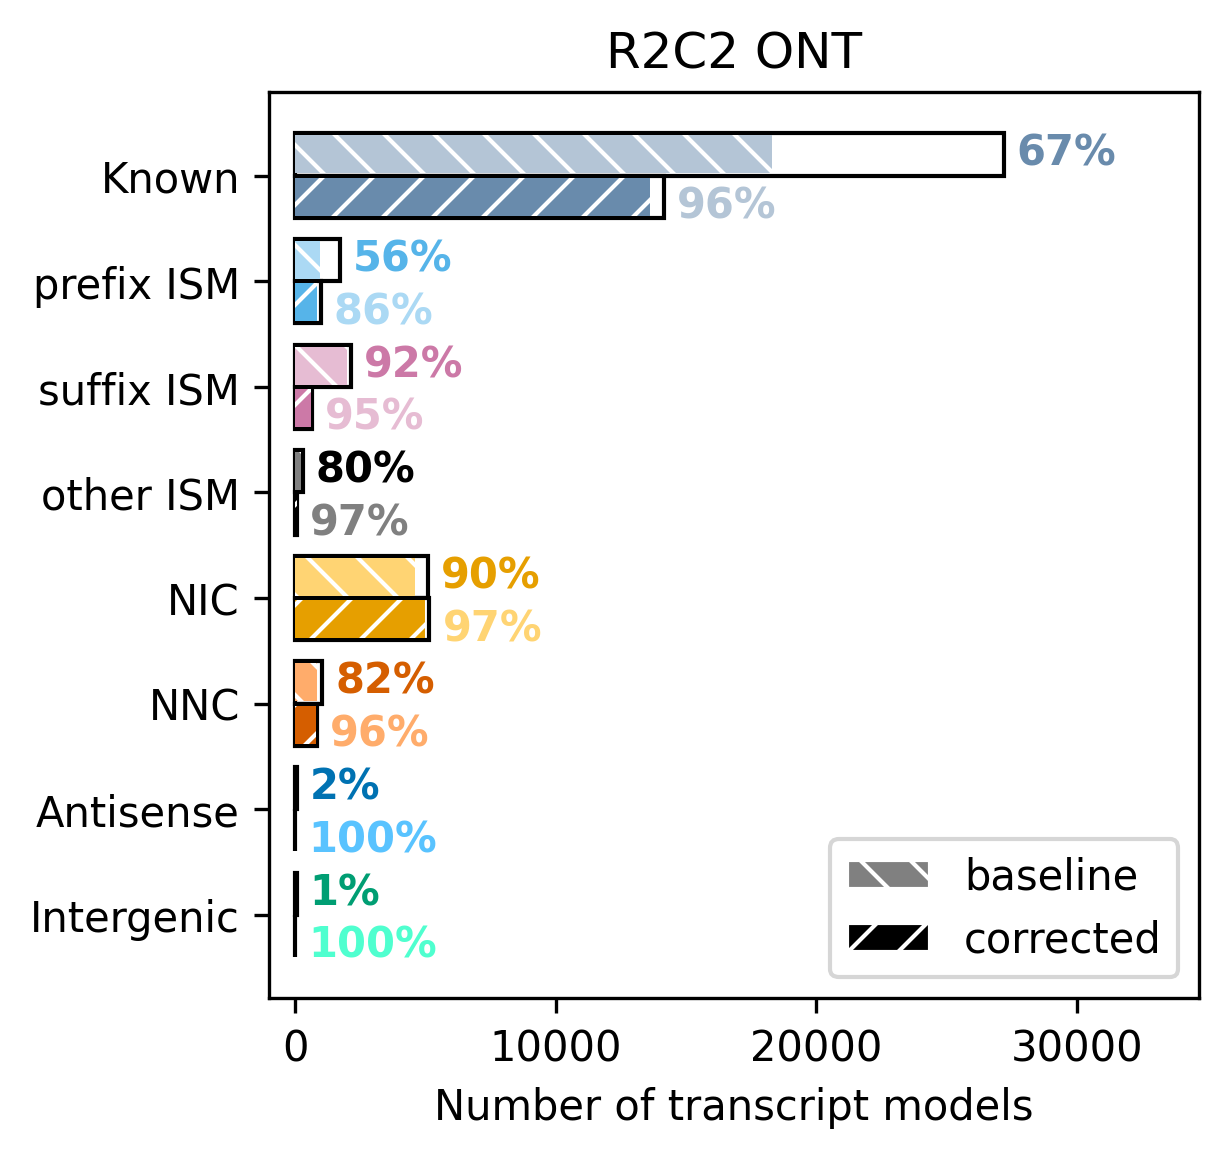 R2C2 ONT
Known
67%
96%
prefix ISM
56%
86%
suffix ISM
92%
95%
other ISM
80%
97%
NIC
90%
97%
NNC
82%
96%
Antisense
2%
100%
Intergenic
1%
100%
baseline
corrected
0 10000 20000 30000
Number of transcript models